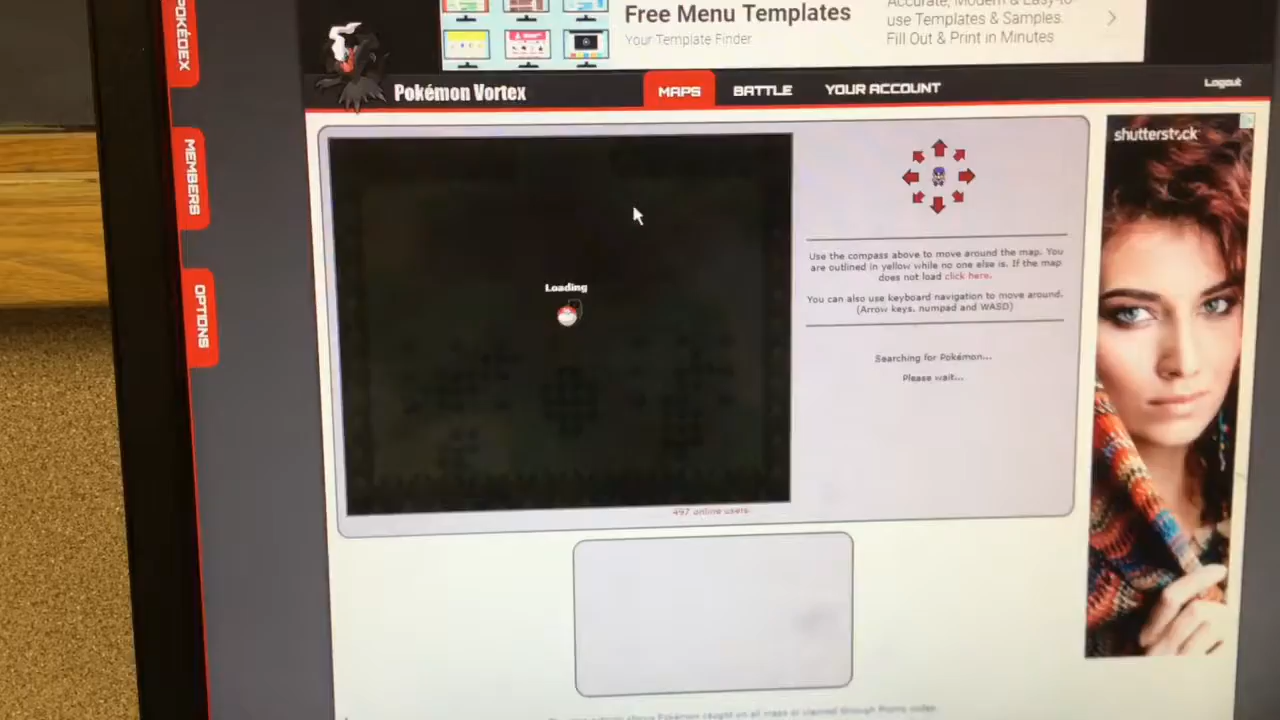 Free Menu Templates
Your Template Finder
Accurate, Modern & Easy-to-
use Templates & Samples.
Fill Out & Print in Minutes
POKÉDEX
MEMBERS
OPTIONS
Pokémon Vortex
MAPS
BATTLE
YOUR ACCOUNT
Logout
Loading
497 online users
Use the compass above to move around the map. You
are outlined in yellow while no one else is. If the map
does not load click here.
You can also use keyboard navigation to move around.
(Arrow keys, numpad and WASD)
Searching for Pokémon...
Please wait...
shutterstock